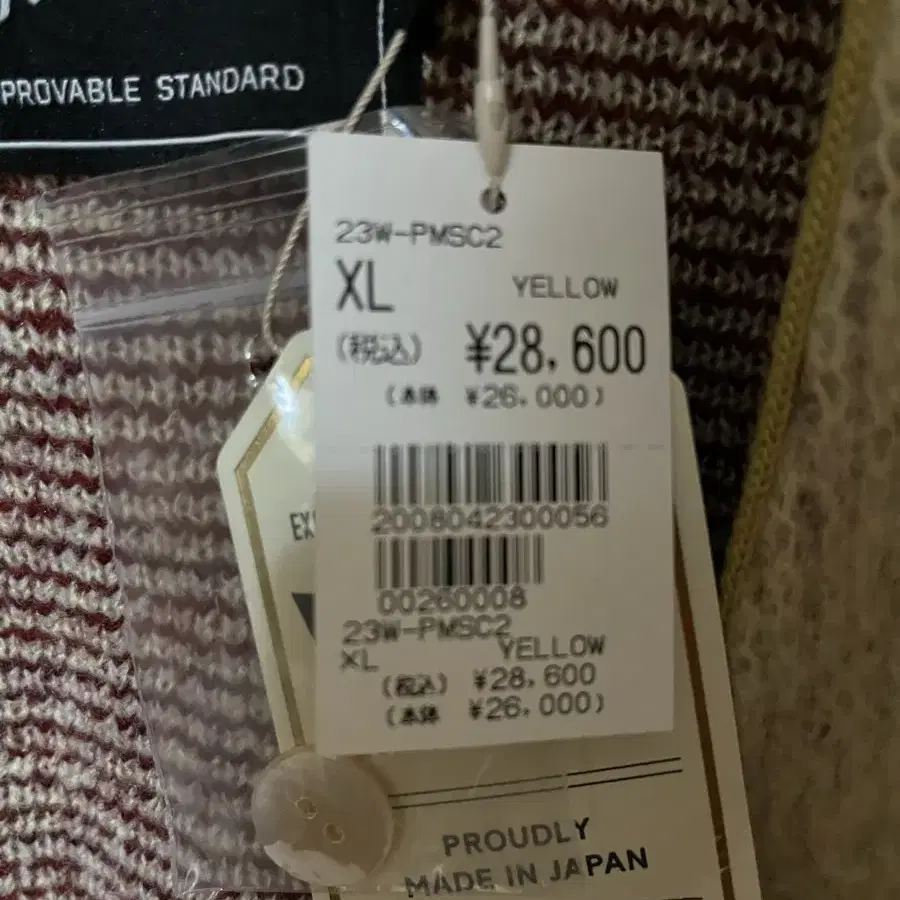 PROVABLE STANDARD
23W-PMSC2
XL YELLOW
(税込) ¥28,600
(本体 ¥26,000)
2008042300056
00260008
23W-PMSC2
XL YELLOW
(税込) ¥28,600
(本体 ¥26,000)
EX
PROUDLY
MADE IN JAPAN